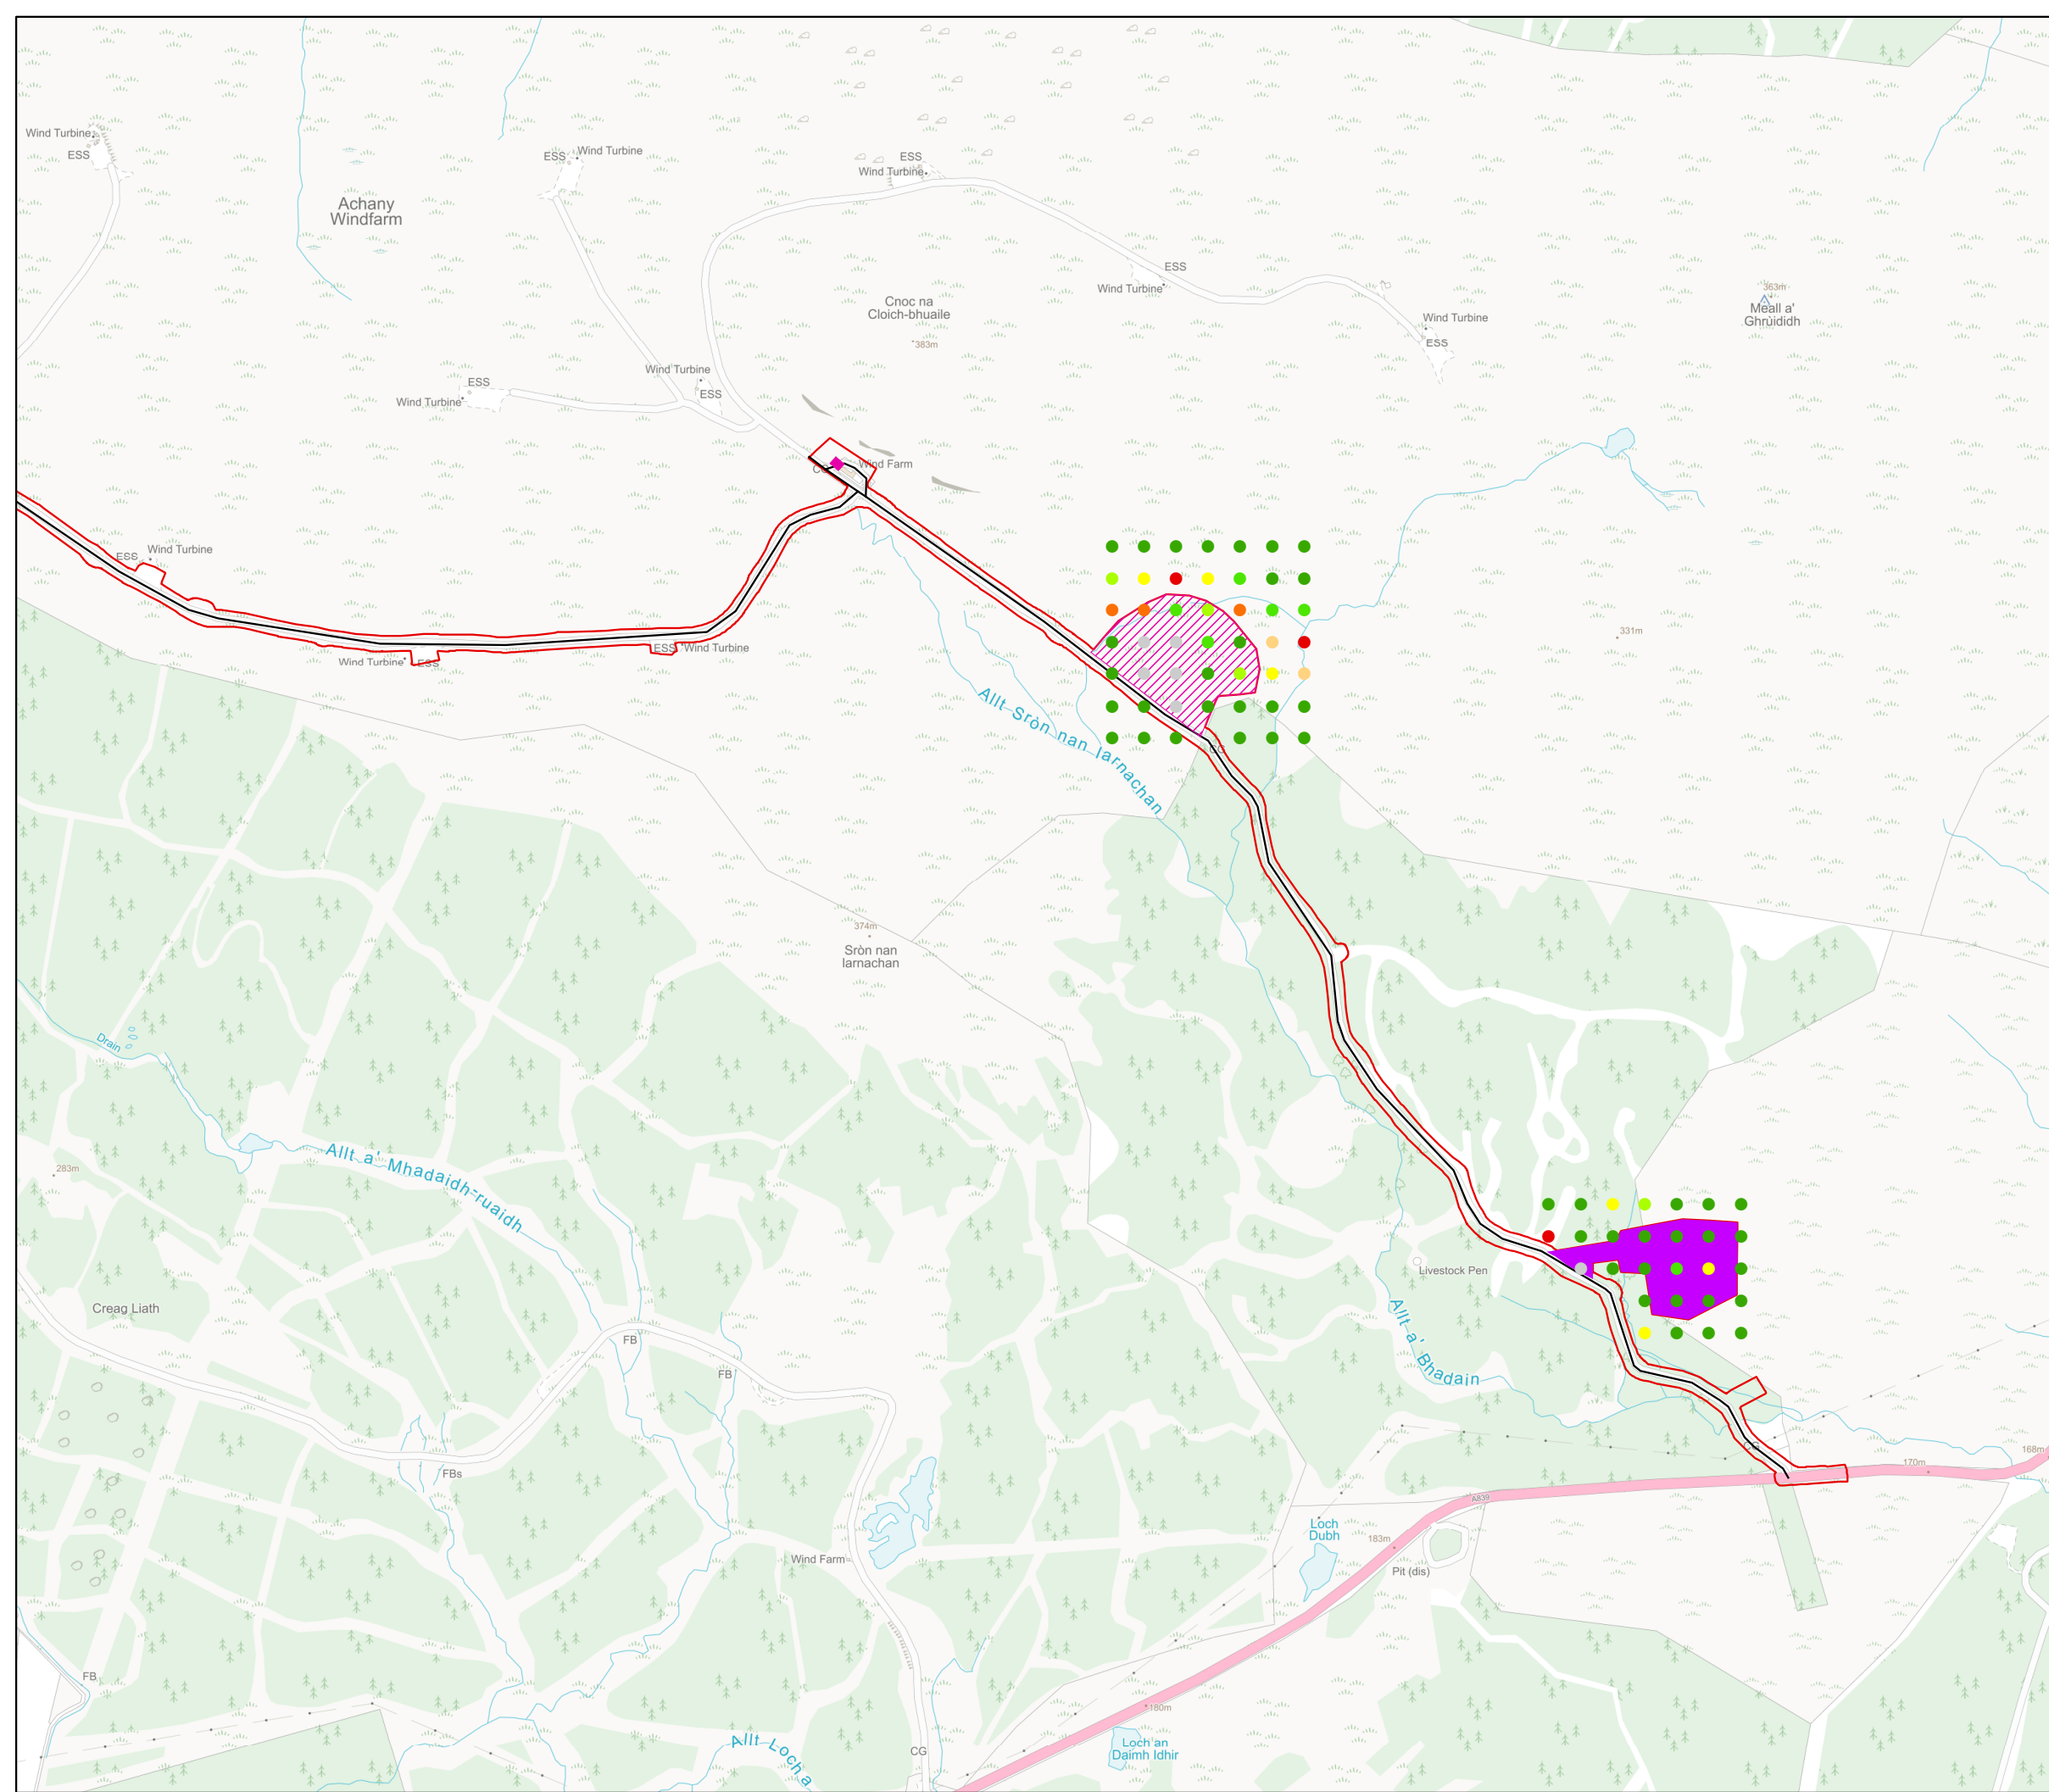 Wind Turbine
ESS
ESS
Wind Turbine
ESS
Wind Turbine
Achany
Windfarm
ESS
Wind Turbine
363m
Meall a'
Ghrùididh
Cnoc na
Cloich-bhuaile
383m
Wind Turbine
ESS
Wind Turbine
ESS
ESS
Wind Turbine
Wind Farm
ESS
Wind Turbine
331m
Wind Turbine
ESS
ESS
Wind Turbine
Allt Sròn nan Iarnachan
CG
374m
Sròn nan
Iarnachan
Drain
Allt a' Mhadaidh-ruaidh
283m
Livestock Pen
Creag Liath
Allt a' Bhadain
FB
FB
FBs
CG
168m
170m
A839
Loch
Dubh
183m
Wind Farm
Pit (dis)
FB
180m
Allt Locha
Loch an
Daimh Idhir
CG